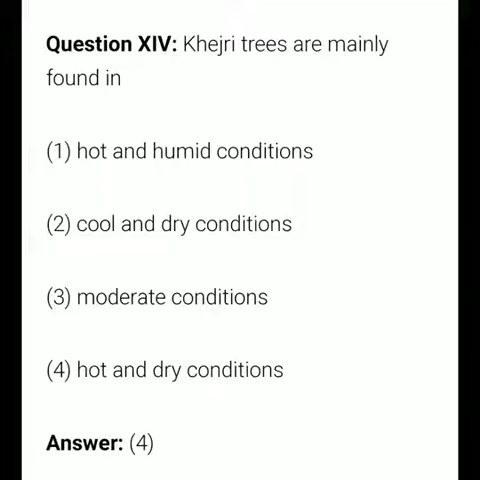 Question XIV: Khejri trees are mainly
found in
(1) hot and humid conditions
(2) cool and dry conditions
(3) moderate conditions
(4) hot and dry conditions
Answer: (4)